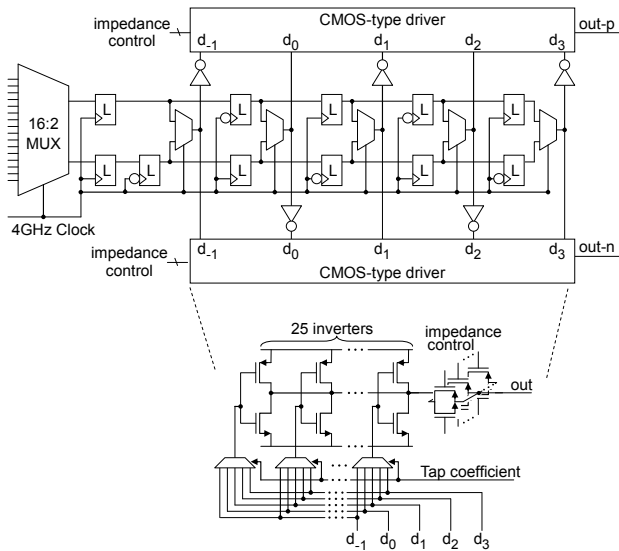 impedance control
CMOS-type driver
out-p
d-1 d0 d1 d2 d3
16:2 MUX
L L L L L
L L L L L L
4GHz Clock
impedance control
d-1 d0 d1 d2 d3
CMOS-type driver
out-n
25 inverters
impedance control
out
Tap coefficient
d-1 d0 d1 d2 d3